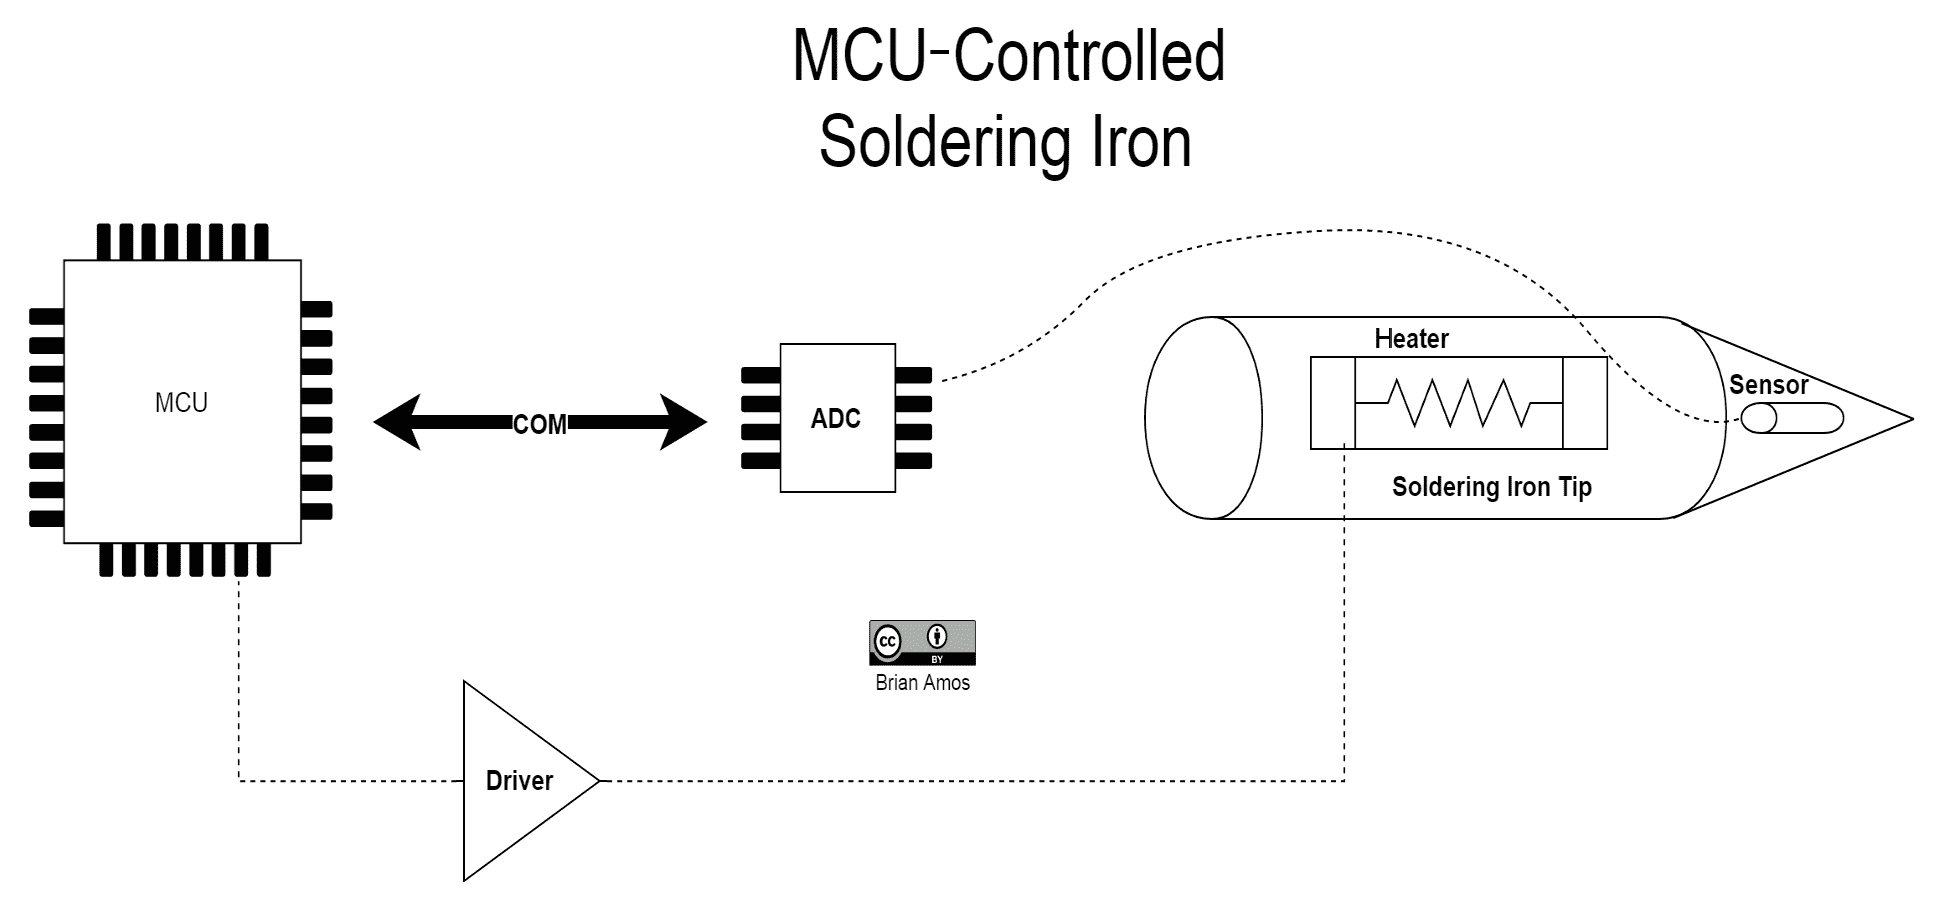 MCU-Controlled
Soldering Iron
MCU
COM
ADC
Heater
Sensor
Soldering Iron Tip
cc
BY
Brian Amos
Driver